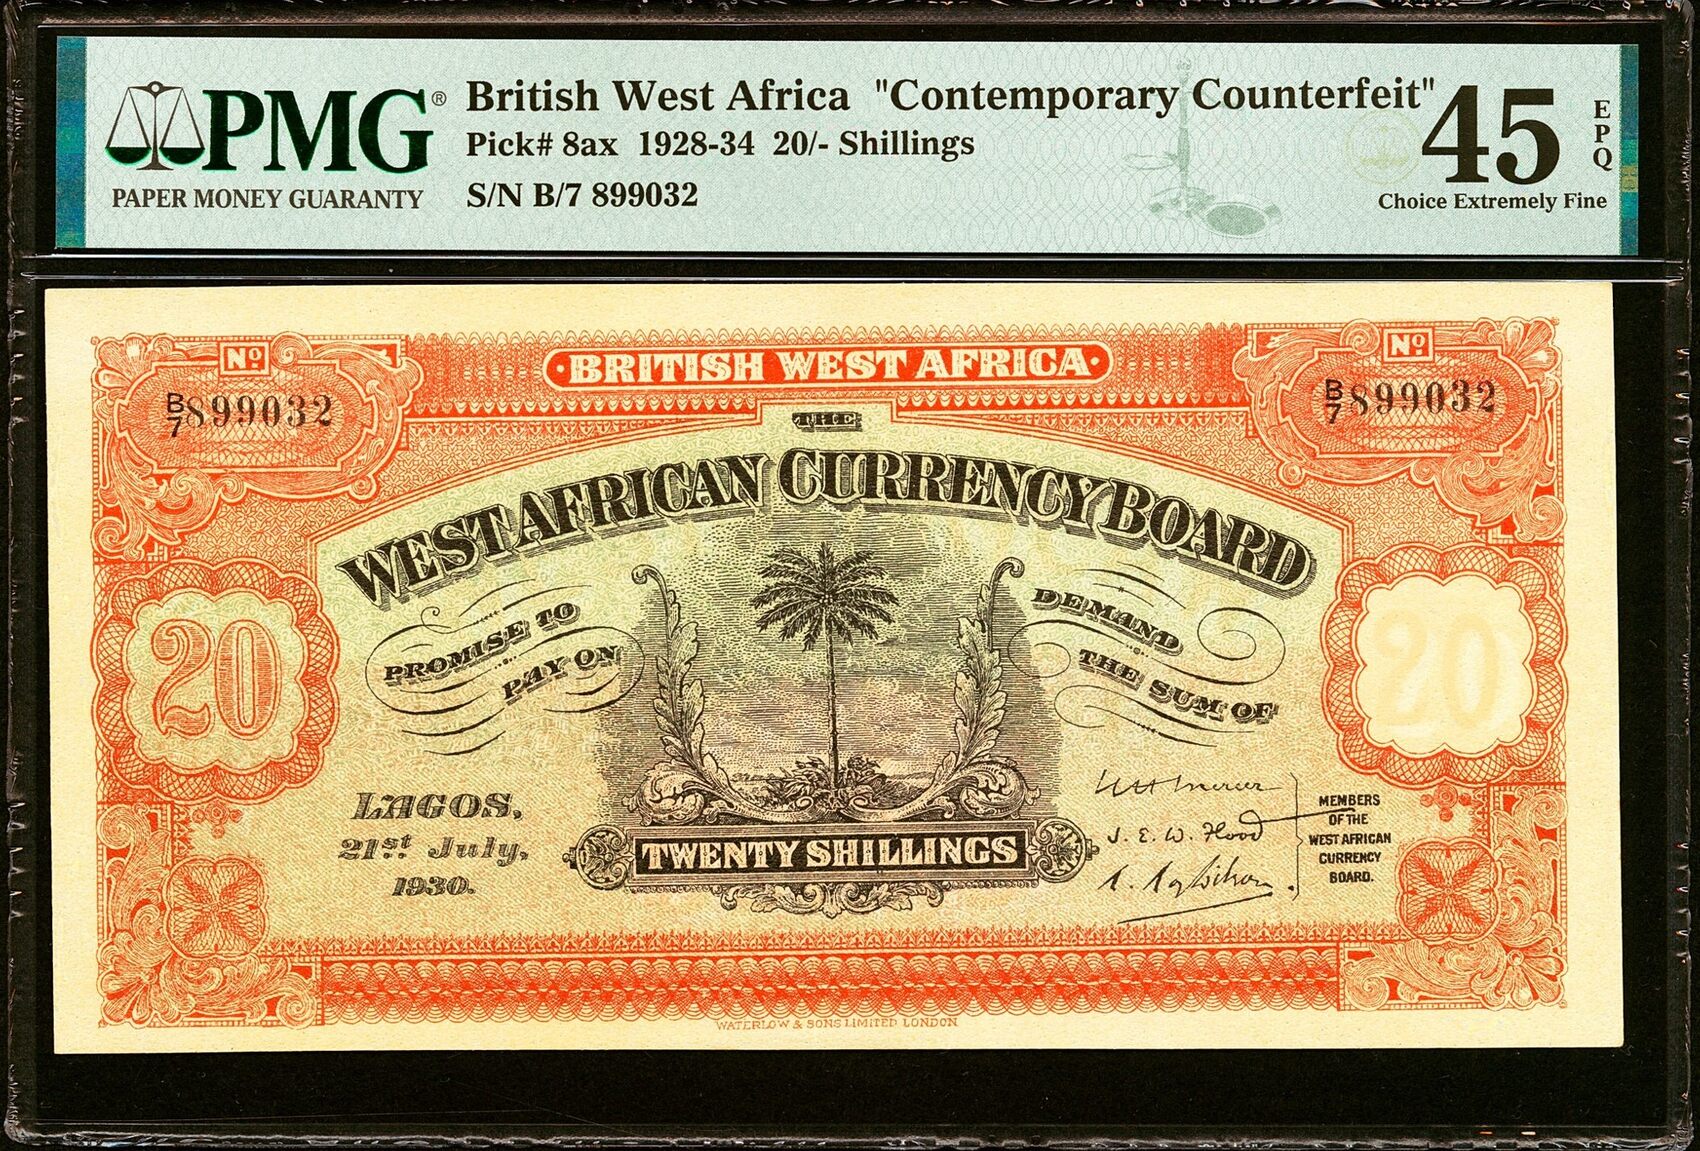 PMG®
PAPER MONEY GUARANTY
British West Africa "Contemporary Counterfeit"
Pick# 8ax 1928-34 20/- Shillings
S/N B/7 899032
45
EPQ
Choice Extremely Fine
·BRITISH WEST AFRICA·
Nº
B/7 899032
Nº
B/7 899032
THE
WEST AFRICAN CURRENCY BOARD
PROMISE TO
PAY ON
DEMAND
THE SUM OF
20
20
LAGOS,
21st July,
1930.
TWENTY SHILLINGS
J. E. W. Flood
MEMBERS
OF THE
WEST AFRICAN
CURRENCY
BOARD.
WATERLOW & SONS LIMITED LONDON